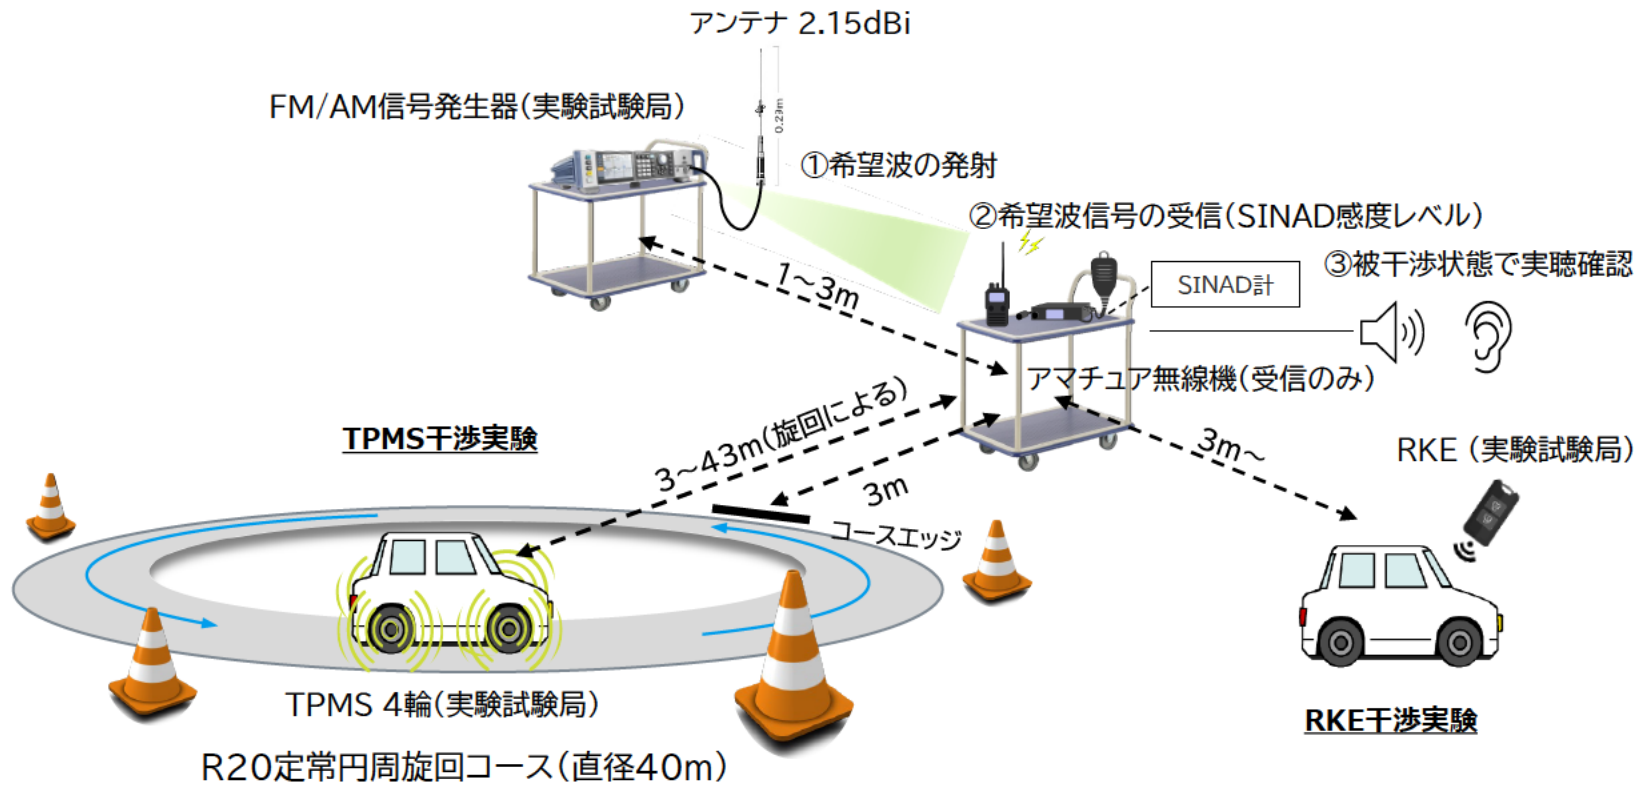 アンテナ 2.15dBi
FM/AM信号発生器(実験試験局)
0.29m
①希望波の発射
②希望波信号の受信(SINAD感度レベル)
③被干渉状態で実聴確認
SINAD計
1～3m
アマチュア無線機(受信のみ)
TPMS干渉実験
3～43m(旋回による)
3m
3m～
RKE (実験試験局)
コースエッジ
TPMS 4輪(実験試験局)
RKE干渉実験
R20定常円周旋回コース(直径40m)